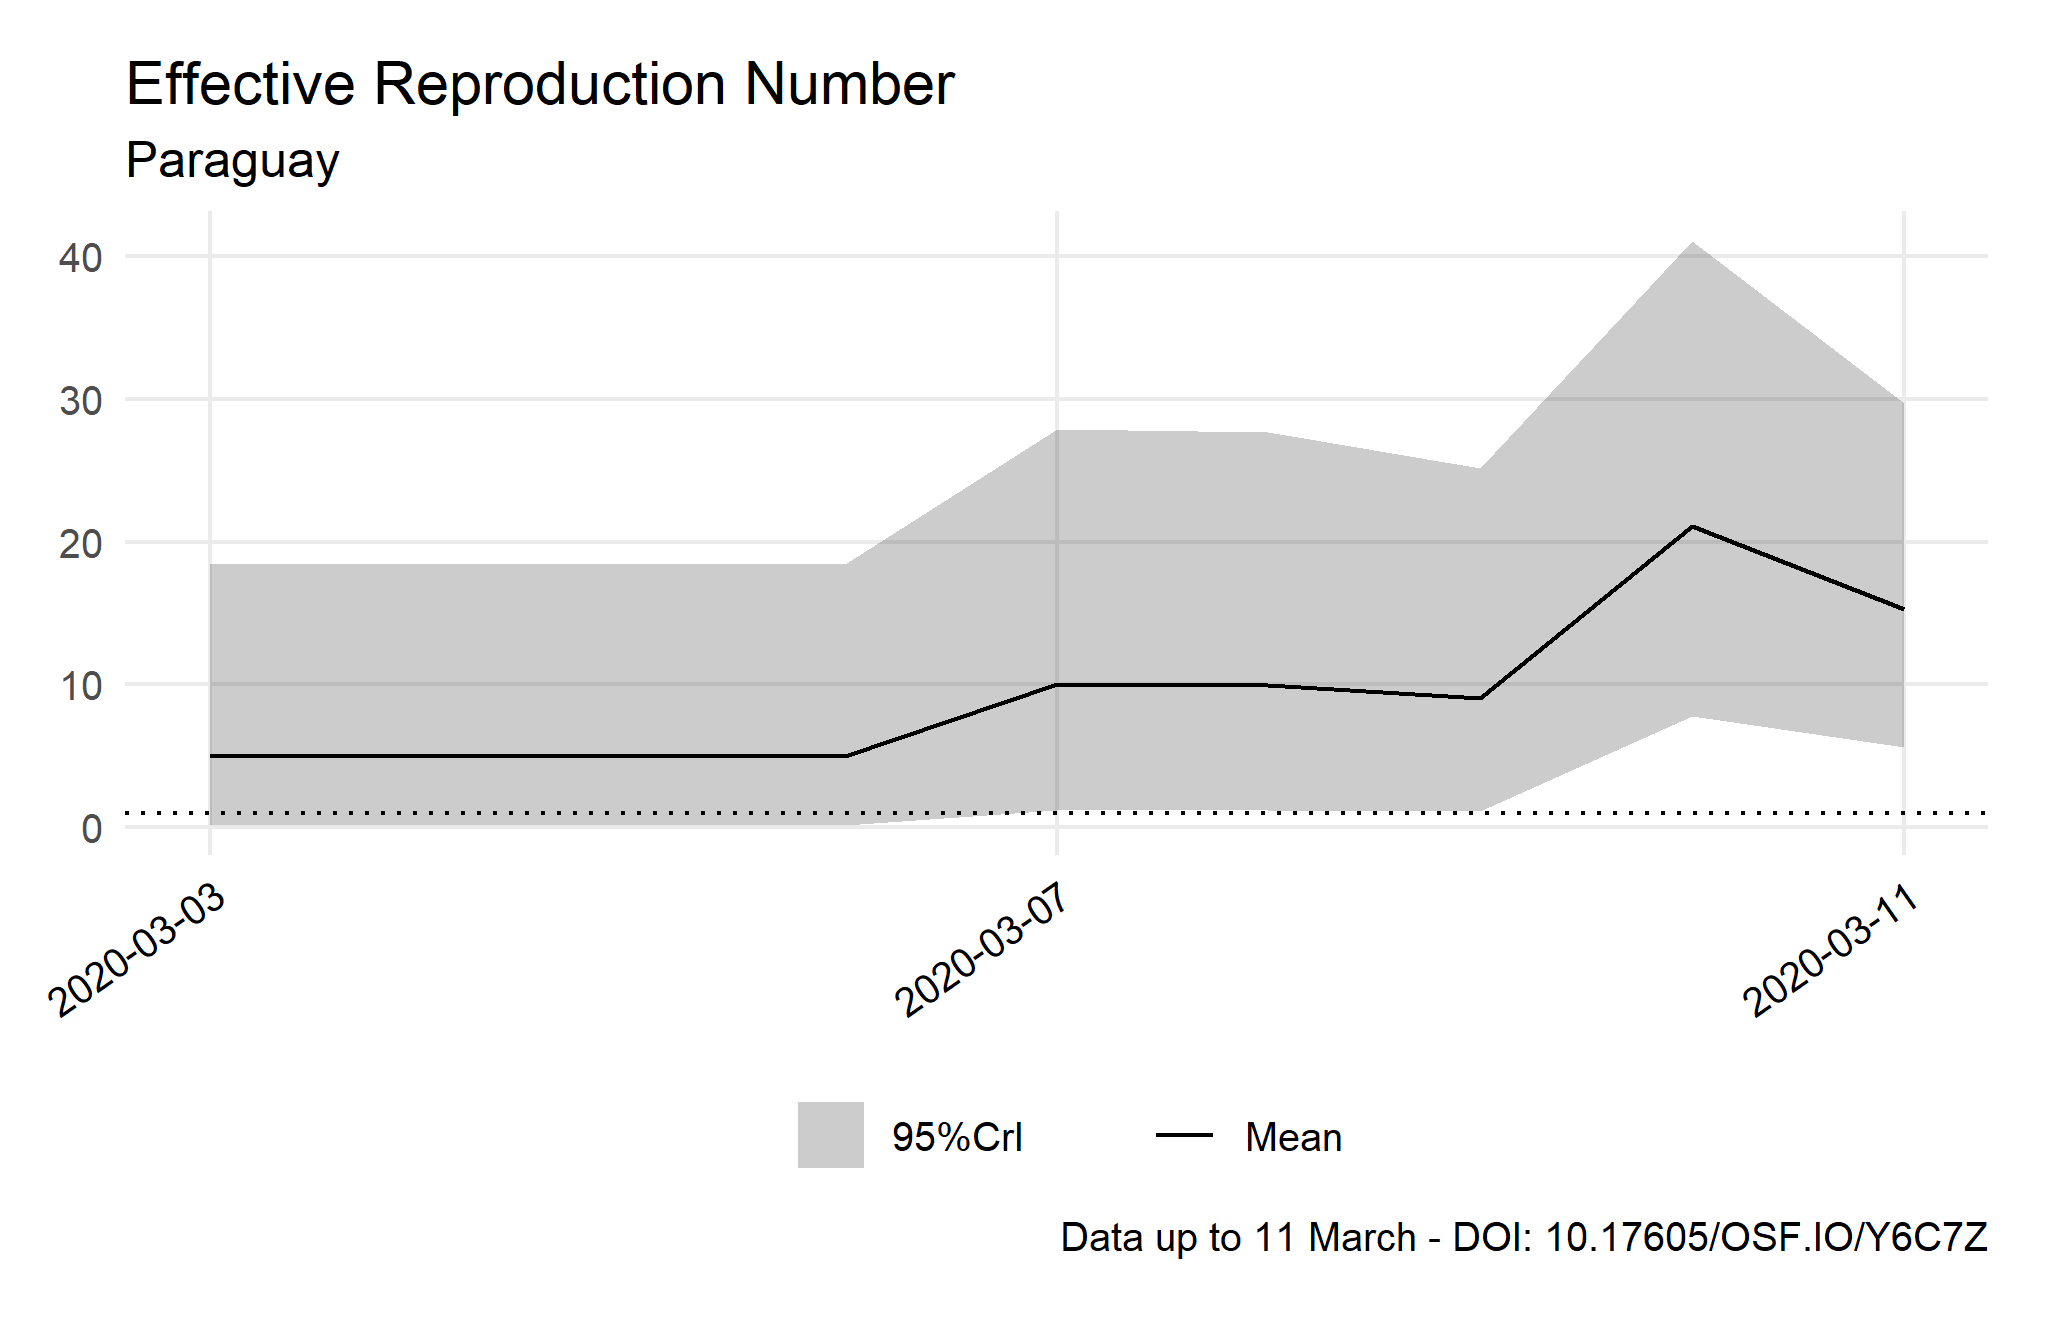 Effective Reproduction Number
Paraguay
40
30
20
10
0
2020-03-03
2020-03-07
2020-03-11
95%CrI
Mean
Data up to 11 March - DOI: 10.17605/OSF.IO/Y6C7Z